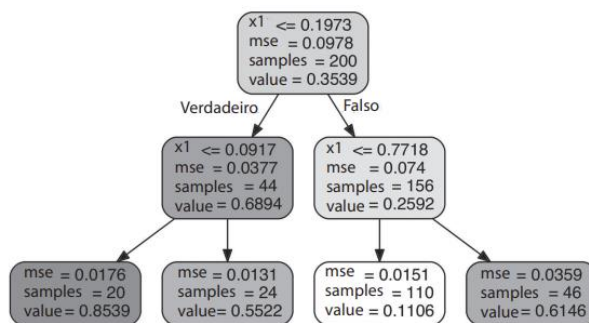 x1 <= 0.1973
mse = 0.0978
samples = 200
value = 0.3539
Verdadeiro
Falso
x1 <= 0.0917
mse = 0.0377
samples = 44
value = 0.6894
x1 <= 0.7718
mse = 0.074
samples = 156
value = 0.2592
mse = 0.0176
samples = 20
value = 0.8539
mse = 0.0131
samples = 24
value = 0.5522
mse = 0.0151
samples = 110
value = 0.1106
mse = 0.0359
samples = 46
value = 0.6146